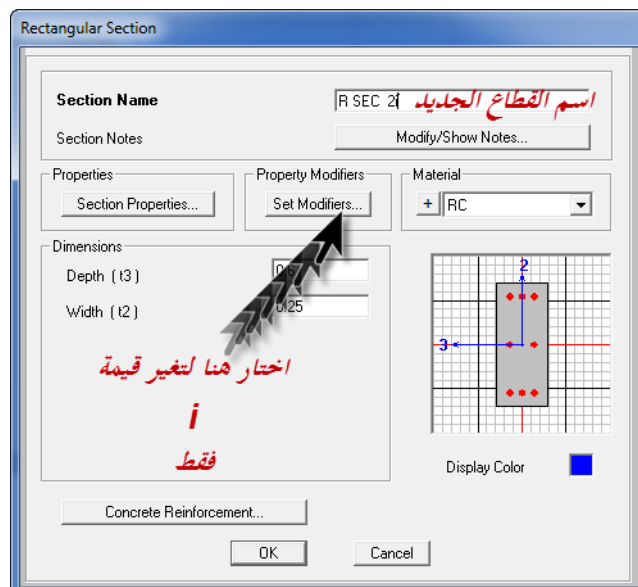 Rectangular Section
Section Name
R SEC 2i
اسم القطاع الجديد
Section Notes
Modify/Show Notes...
Properties
Section Properties...
Property Modifiers
Set Modifiers...
Material
+
RC
Dimensions
Depth (t3)
Width (t2)
0.25
2
3
اختار هنا لتغير قيمة
i
فقط
Display Color
Concrete Reinforcement...
OK
Cancel